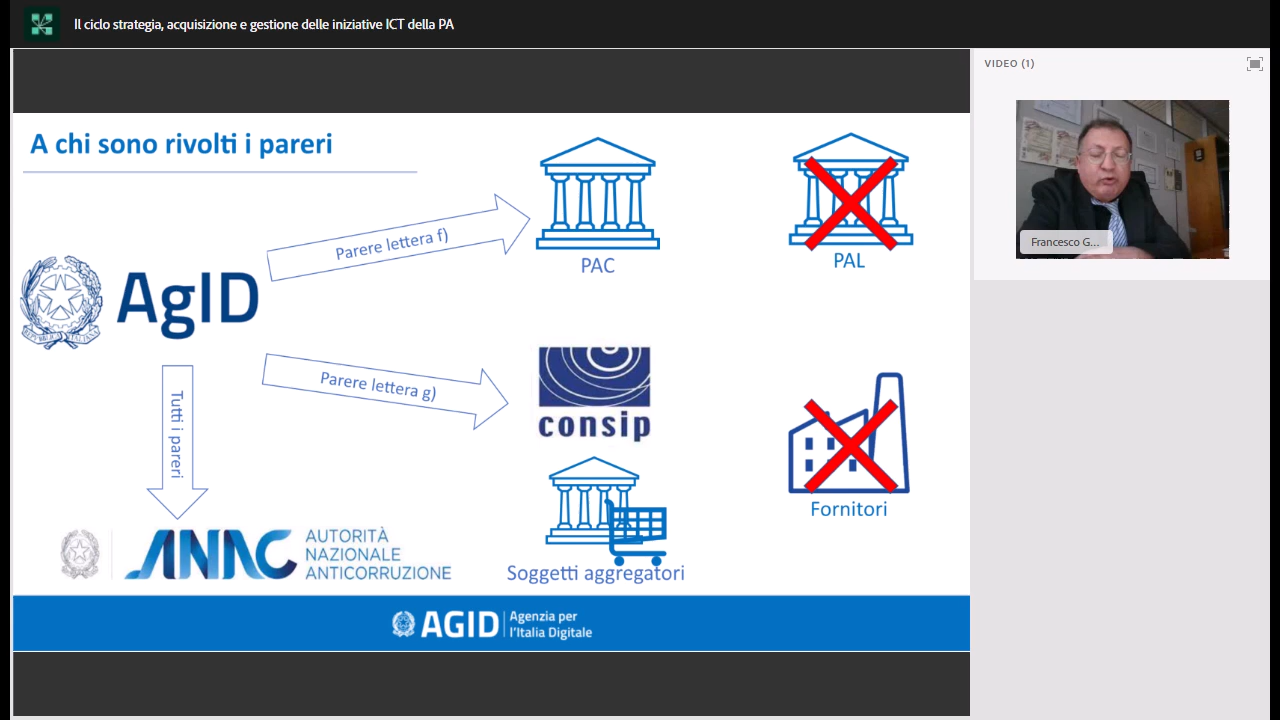 Il ciclo strategia, acquisizione e gestione delle iniziative ICT della PA
VIDEO (1)
Francesco G...
A chi sono rivolti i pareri
Parere lettera f)
PAC
PAL
AgID
Parere lettera g)
consip
Tutti i pareri
Fornitori
ANAC
AUTORITÀ
NAZIONALE
ANTICORRUZIONE
Soggetti aggregatori
AGID
Agenzia per
l'Italia Digitale